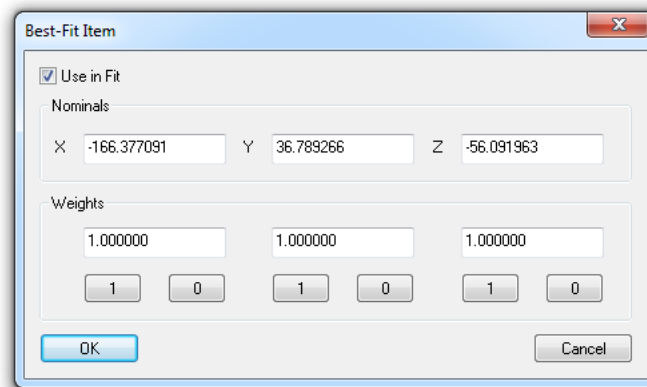 Best-Fit Item
Use in Fit
Nominals
X -166.377091 Y 36.789266 Z -56.091963
Weights
1.000000 1.000000 1.000000
1 0 1 0 1 0
OK Cancel